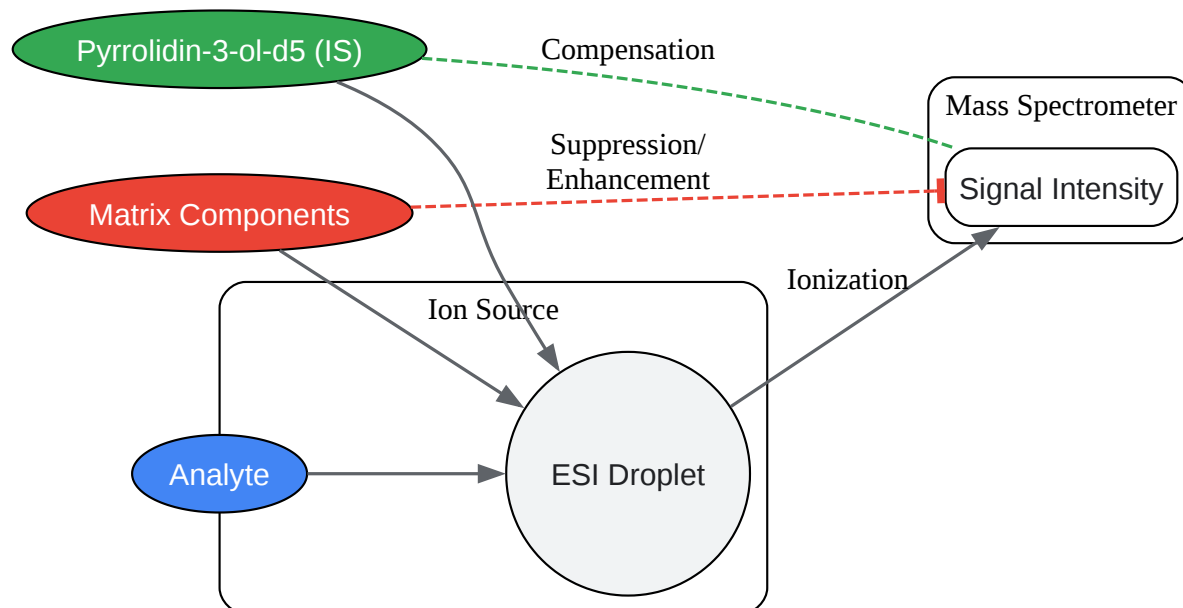 Pyrrolidin-3-ol-d5 (IS)
Compensation
Mass Spectrometer
Suppression/
Enhancement
Signal Intensity
Matrix Components
Ionization
Ion Source
Analyte
ESI Droplet